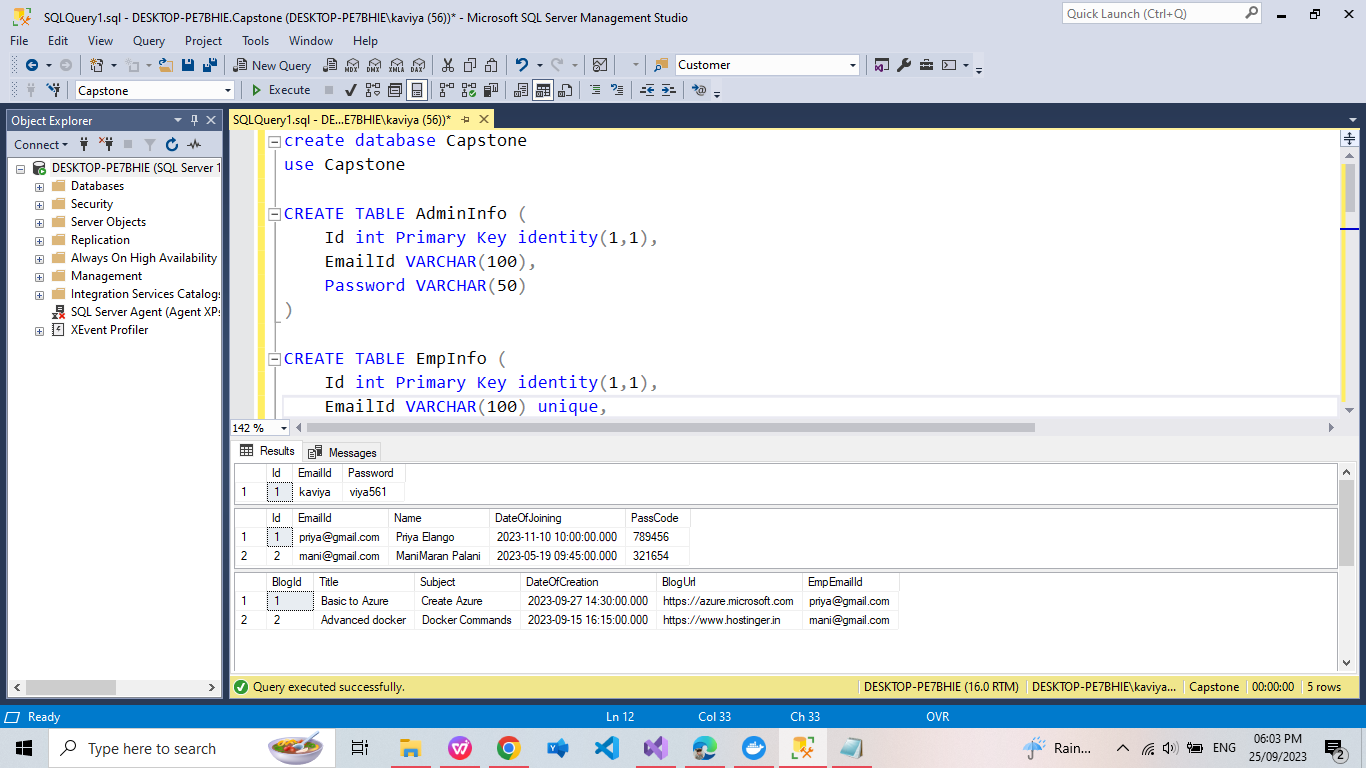 SQLQuery1.sql - DESKTOP-PE7BHIE.Capstone (DESKTOP-PE7BHIE\kaviya (56))* - Microsoft SQL Server Management Studio
Quick Launch (Ctrl+Q)
File Edit View Query Project Tools Window Help
New Query MDX DMX XMLA DAX Customer
Capstone Execute
Object Explorer
Connect
DESKTOP-PE7BHIE (SQL Server 1
Databases
Security
Server Objects
Replication
Always On High Availability
Management
Integration Services Catalogs
SQL Server Agent (Agent XPs
XEvent Profiler
SQLQuery1.sql - DE...E7BHIE\kaviya (56))*
create database Capstone
use Capstone
CREATE TABLE AdminInfo (
Id int Primary Key identity(1,1),
EmailId VARCHAR(100),
Password VARCHAR(50)
)
CREATE TABLE EmpInfo (
Id int Primary Key identity(1,1),
EmailId VARCHAR(100) unique,
142 %
Results Messages
Id EmailId Password
1 1 kaviya viya561
Id EmailId Name DateOfJoining PassCode
1 1 priya@gmail.com Priya Elango 2023-11-10 10:00:00.000 789456
2 2 mani@gmail.com ManiMaran Palani 2023-05-19 09:45:00.000 321654
BlogId Title Subject DateOfCreation BlogUrl EmpEmailId
1 1 Basic to Azure Create Azure 2023-09-27 14:30:00.000 https://azure.microsoft.com priya@gmail.com
2 2 Advanced docker Docker Commands 2023-09-15 16:15:00.000 https://www.hostinger.in mani@gmail.com
Query executed successfully. DESKTOP-PE7BHIE (16.0 RTM) DESKTOP-PE7BHIE\kaviya... Capstone 00:00:00 5 rows
Ready Ln 12 Col 33 Ch 33 OVR
Type here to search Rain... ENG 06:03 PM
25/09/2023 2